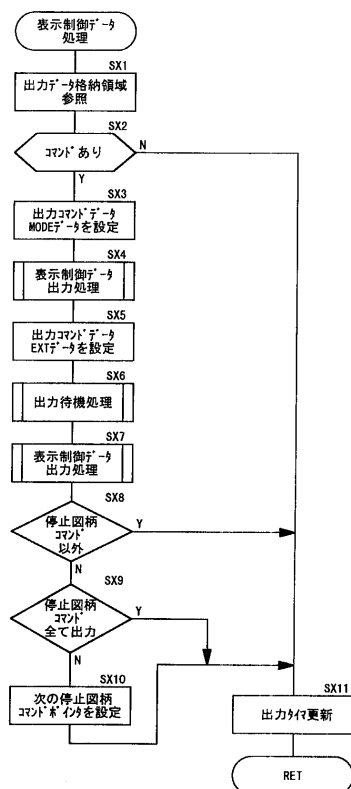 表示制御ﾃﾞｰﾀ
処理
SX1
出力ﾃﾞｰﾀ格納領域
参照
SX2
ｺﾏﾝﾄﾞあり
N
Y
SX3
出力ｺﾏﾝﾄﾞﾃﾞｰﾀ
MODEﾃﾞｰﾀを設定
SX4
表示制御ﾃﾞｰﾀ
出力処理
SX5
出力ｺﾏﾝﾄﾞﾃﾞｰﾀ
EXTﾃﾞｰﾀを設定
SX6
出力待機処理
SX7
表示制御ﾃﾞｰﾀ
出力処理
SX8
停止図柄
ｺﾏﾝﾄﾞ
以外
Y
N
SX9
停止図柄
ｺﾏﾝﾄﾞ
全て出力
Y
N
SX10
次の停止図柄
ｺﾏﾝﾄﾞﾎﾟｲﾝﾀを設定
SX11
出力ﾀｲﾏ更新
RET